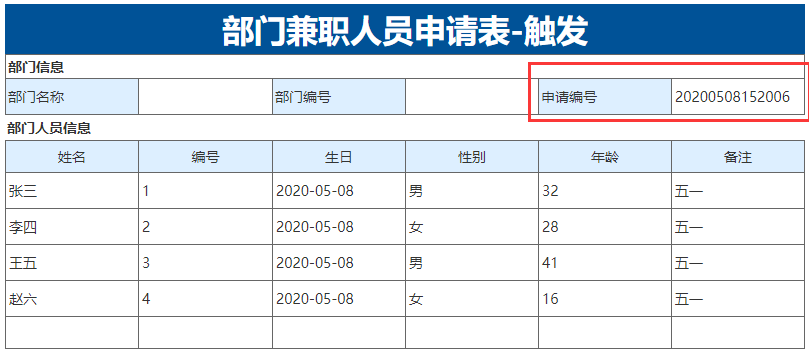 部门兼职人员申请表-触发
部门信息
部门名称 部门编号 申请编号 20200508152006
部门人员信息
姓名 编号 生日 性别 年龄 备注
张三 1 2020-05-08 男 32 五一
李四 2 2020-05-08 女 28 五一
王五 3 2020-05-08 男 41 五一
赵六 4 2020-05-08 女 16 五一